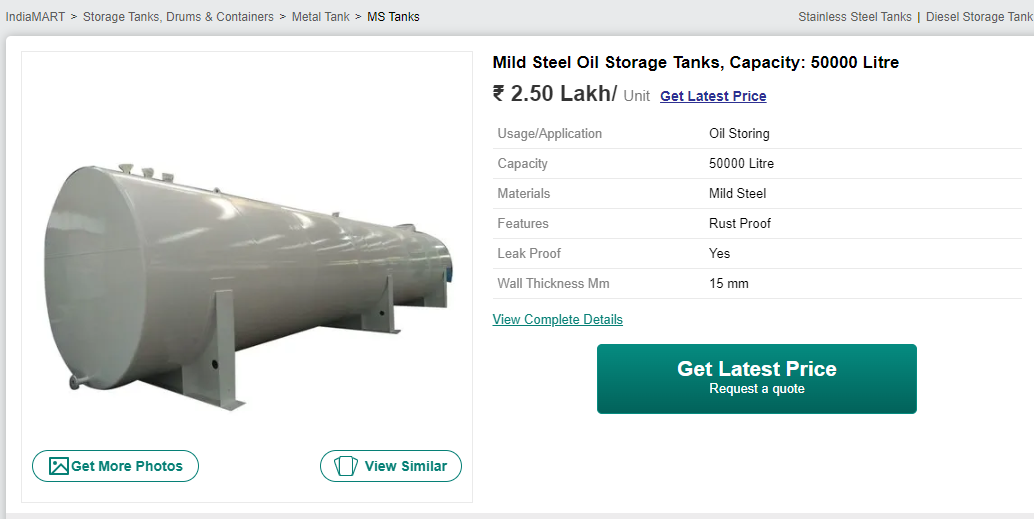 IndiaMART > Storage Tanks, Drums & Containers > Metal Tank > MS Tanks
Stainless Steel Tanks | Diesel Storage Tank
Mild Steel Oil Storage Tanks, Capacity: 50000 Litre
₹ 2.50 Lakh/ Unit Get Latest Price
Usage/Application Oil Storing
Capacity 50000 Litre
Materials Mild Steel
Features Rust Proof
Leak Proof Yes
Wall Thickness Mm 15 mm
View Complete Details
Get Latest Price
Request a quote
Get More Photos
View Similar